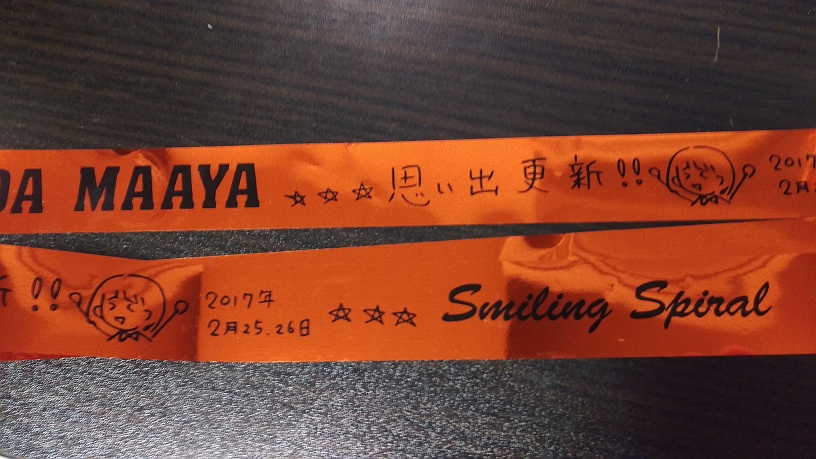 DA MAAYA ☆☆☆ 思い出更新!! 2017
2月
!! 2017年
2月25.26日 ☆☆☆ Smiling Spiral